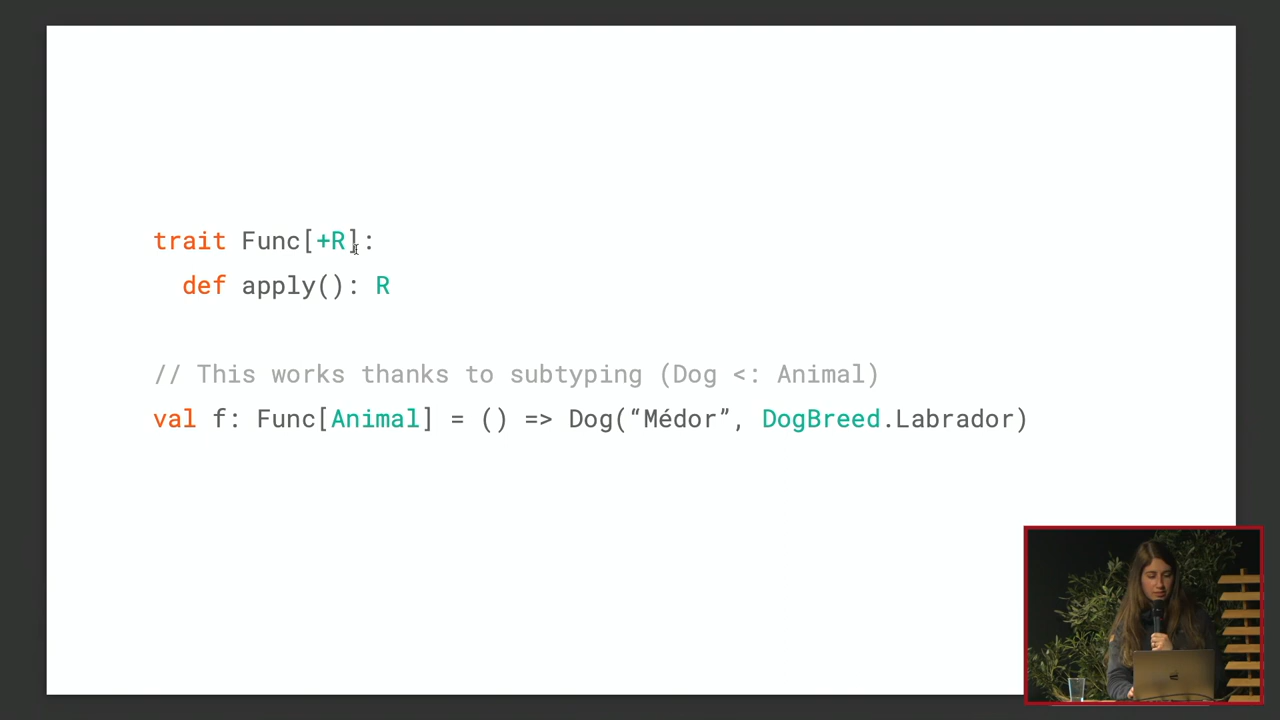 trait Func[+R]:
def apply(): R
// This works thanks to subtyping (Dog <: Animal)
val f: Func[Animal] = () => Dog(“Médor”, DogBreed.Labrador)